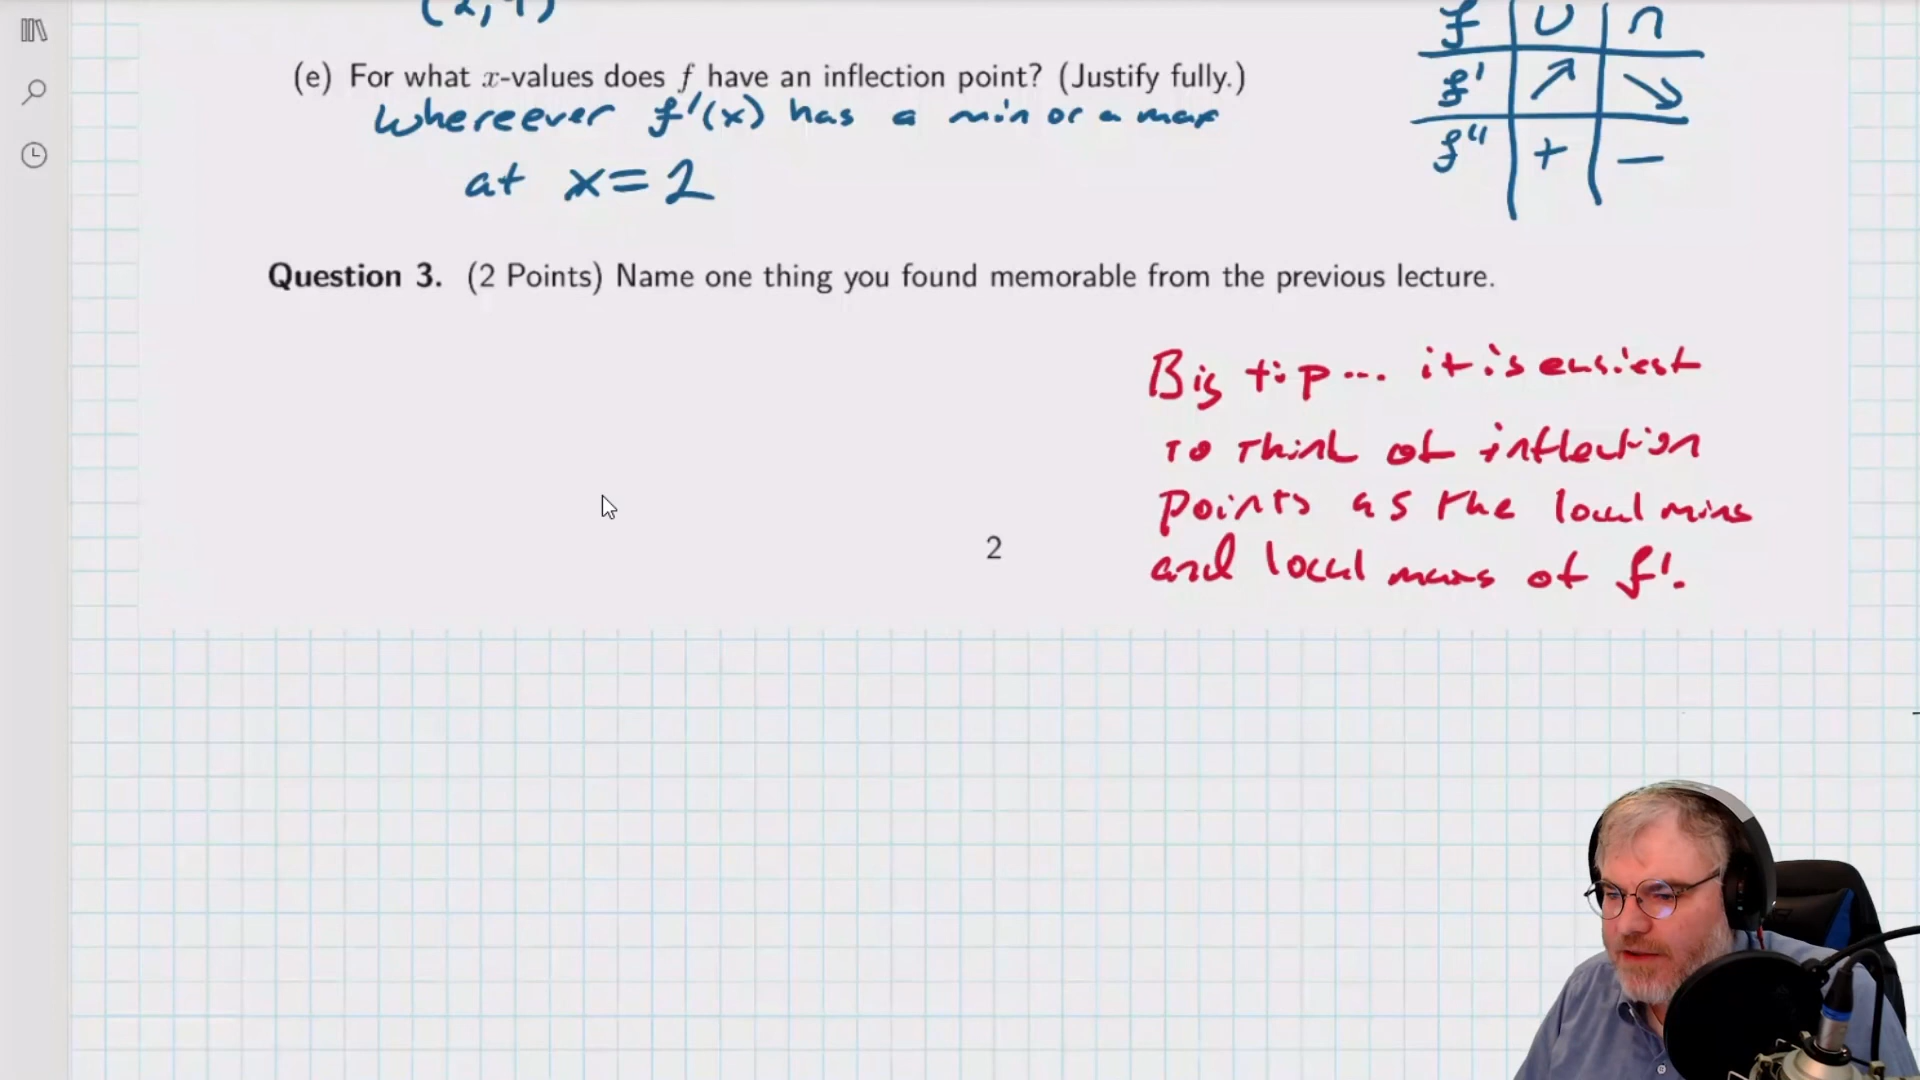 (2,4)
(e) For what x-values does f have an inflection point? (Justify fully.)
Whereever f'(x) has a min or a max
at x=2
f ∪ ∩
f' ↗ ↘
f'' + −
Question 3. (2 Points) Name one thing you found memorable from the previous lecture.
Big tip... it is easiest
to think of inflection
points as the local mins
and local maxs of f'.
2